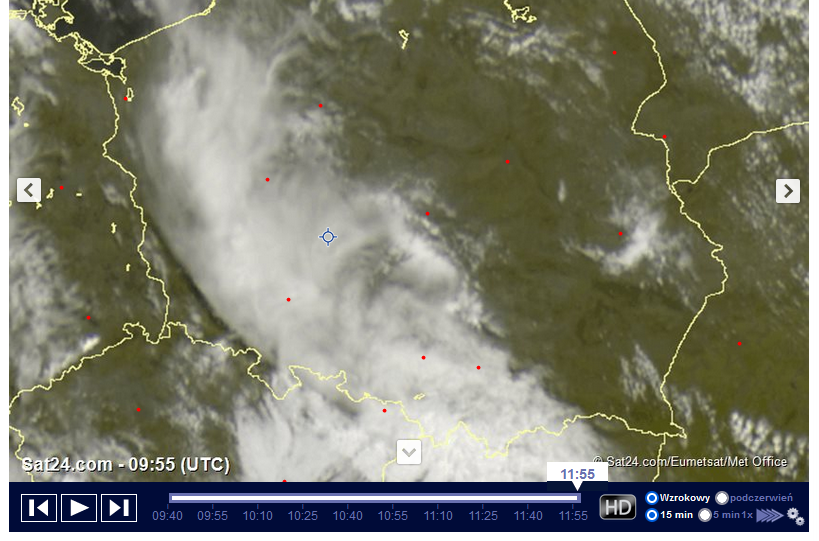 Sat24.com - 09:55 (UTC)
© Sat24.com/Eumetsat/Met Office
11:55
HD
Wzrokowy podczerwień
15 min 5 min 1x
09:40 09:55 10:10 10:25 10:40 10:55 11:10 11:25 11:40 11:55